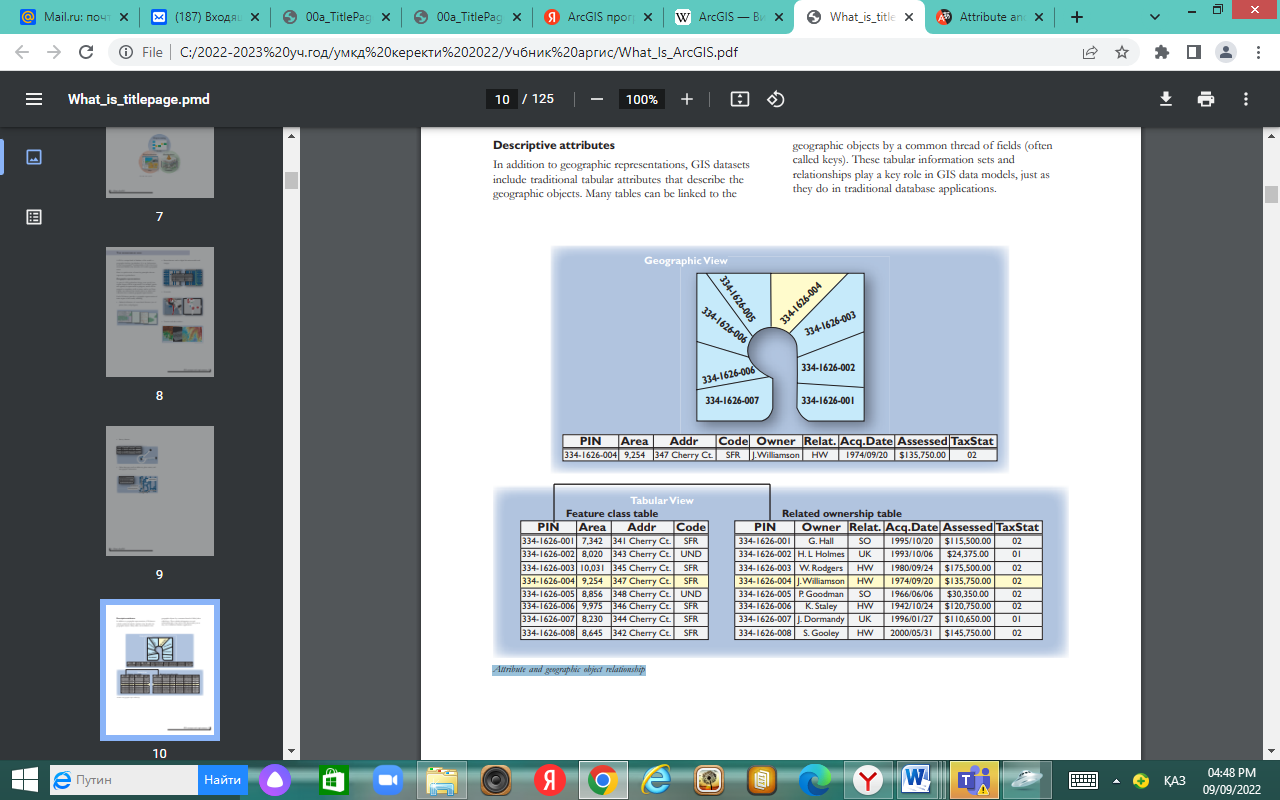 Mail.ru: почт
(187) Входящ
00a_TitlePag
00a_TitlePag
ArcGIS прог
ArcGIS — Ви
What_is_title
Attribute and
File
C:/2022-2023%20уч.год/умкд%20керекти%202022/Учбник%20аргис/What_Is_ArcGIS.pdf
What_is_titlepage.pmd
10 / 125
100%
7
8
9
10
Descriptive attributes
In addition to geographic representations, GIS datasets
include traditional tabular attributes that describe the
geographic objects. Many tables can be linked to the
geographic objects by a common thread of fields (often
called keys). These tabular information sets and
relationships play a key role in GIS data models, just as
they do in traditional database applications.
Geographic View
334-1626-005
334-1626-004
334-1626-006
334-1626-003
334-1626-006
334-1626-002
334-1626-007
334-1626-001
PIN Area Addr Code Owner Relat. Acq.Date Assessed TaxStat
334-1626-004 9,254 347 Cherry Ct. SFR J.Williamson HW 1974/09/20 $135,750.00 02
Tabular View
Feature class table
PIN Area Addr Code
334-1626-001 7,342 341 Cherry Ct. SFR
334-1626-002 8,020 343 Cherry Ct. UND
334-1626-003 10,031 345 Cherry Ct. SFR
334-1626-004 9,254 347 Cherry Ct. SFR
334-1626-005 8,856 348 Cherry Ct. UND
334-1626-006 9,975 346 Cherry Ct. SFR
334-1626-007 8,230 344 Cherry Ct. SFR
334-1626-008 8,645 342 Cherry Ct. SFR
Related ownership table
PIN Owner Relat. Acq.Date Assessed TaxStat
334-1626-001 G. Hall SO 1995/10/20 $115,500.00 02
334-1626-002 H. L Holmes UK 1993/10/06 $24,375.00 01
334-1626-003 W. Rodgers HW 1980/09/24 $175,500.00 02
334-1626-004 J.Williamson HW 1974/09/20 $135,750.00 02
334-1626-005 P. Goodman SO 1966/06/06 $30,350.00 02
334-1626-006 K. Staley HW 1942/10/24 $120,750.00 02
334-1626-007 J. Dormandy UK 1996/01/27 $110,650.00 01
334-1626-008 S. Gooley HW 2000/05/31 $145,750.00 02
Attribute and geographic object relationship
Путин
Найти
ҚАЗ
04:48 PM
09/09/2022